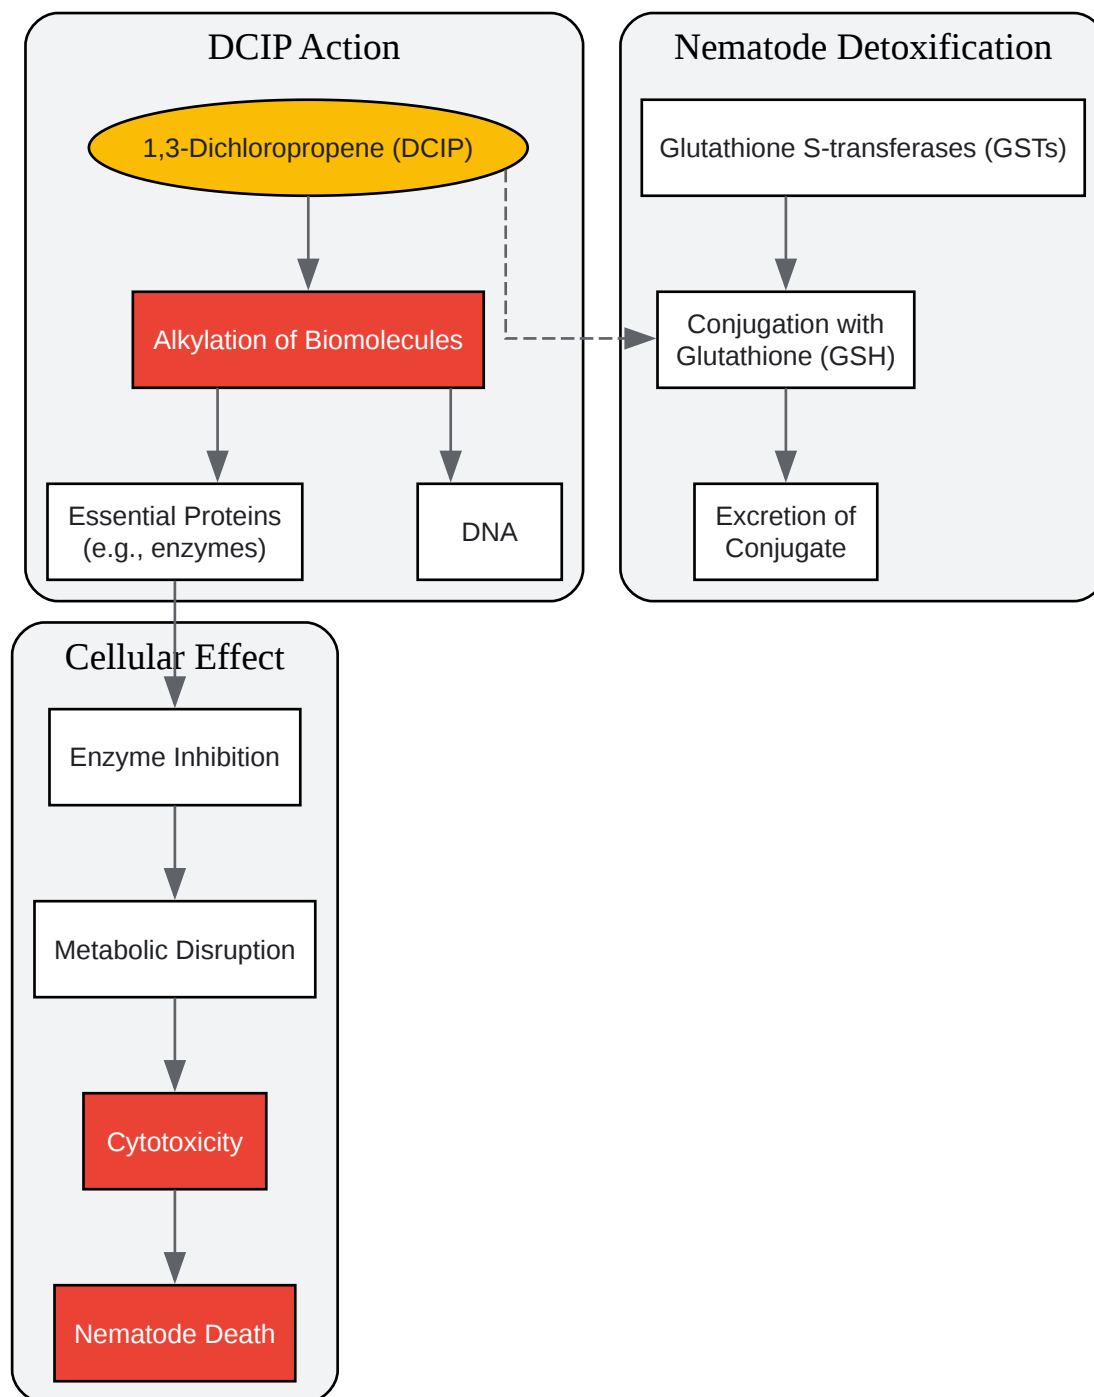 DCIP Action
1,3-Dichloropropene (DCIP)
Alkylation of Biomolecules
Essential Proteins
(e.g., enzymes)
DNA
Nematode Detoxification
Glutathione S-transferases (GSTs)
Conjugation with
Glutathione (GSH)
Excretion of
Conjugate
Cellular Effect
Enzyme Inhibition
Metabolic Disruption
Cytotoxicity
Nematode Death